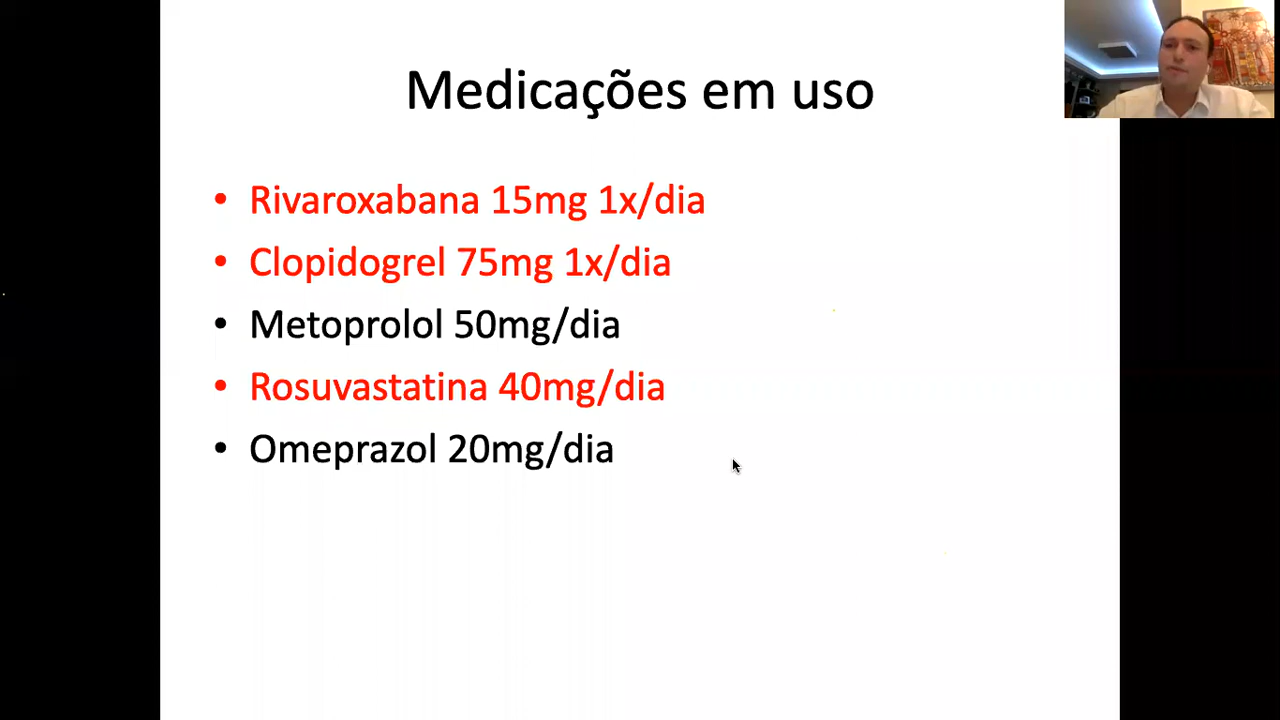 Medicações em uso
• Rivaroxabana 15mg 1x/dia
• Clopidogrel 75mg 1x/dia
• Metoprolol 50mg/dia
• Rosuvastatina 40mg/dia
• Omeprazol 20mg/dia